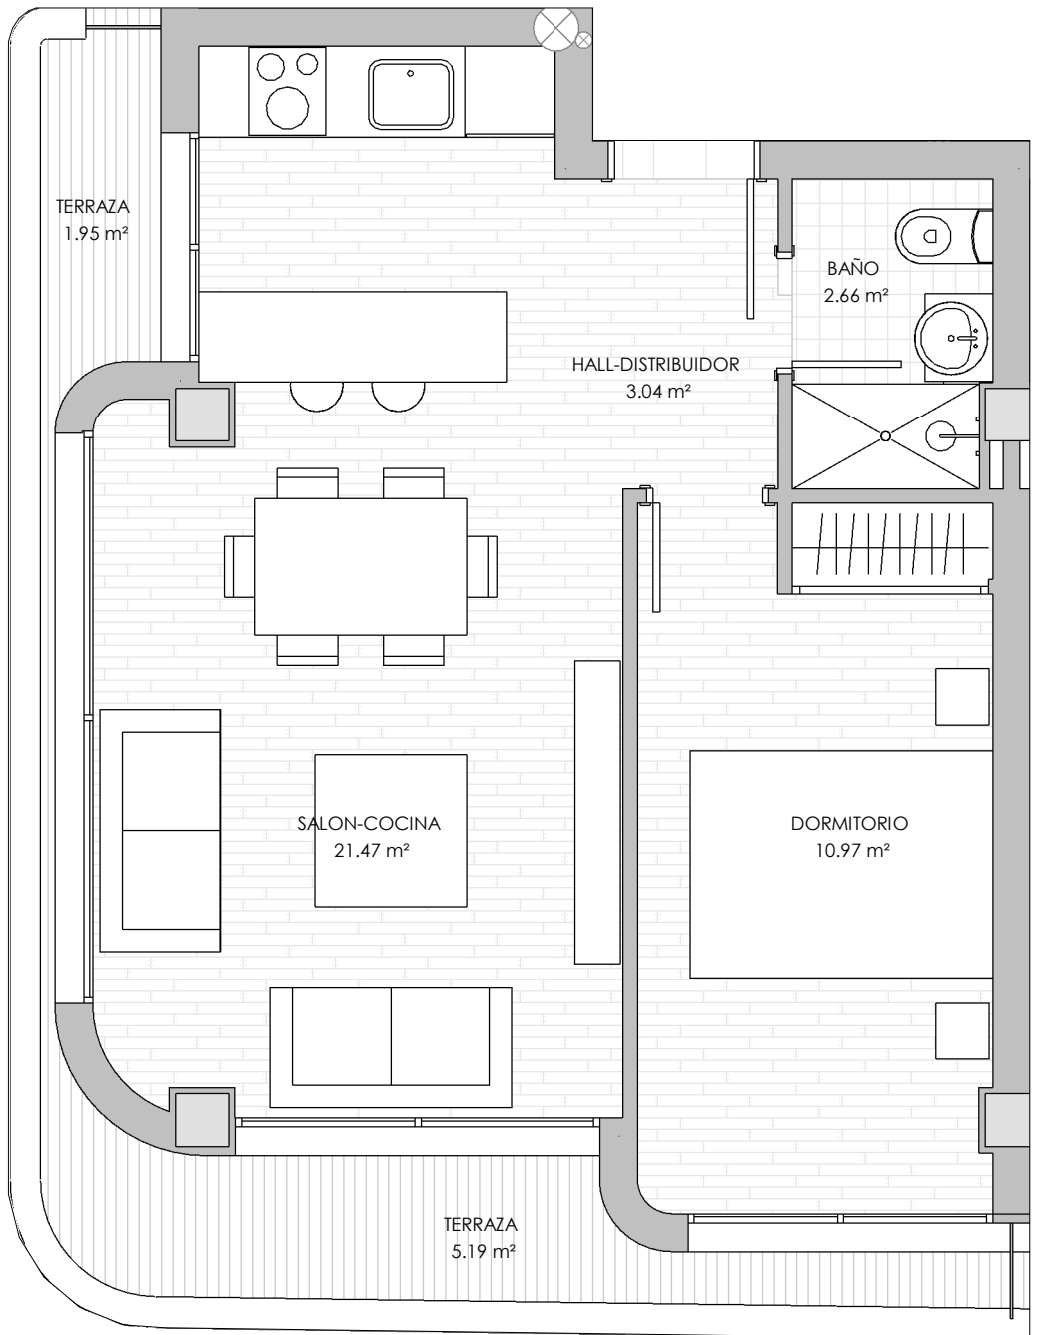 TERRAZA
1.95 m²
BAÑO
2.66 m²
HALL-DISTRIBUIDOR
3.04 m²
SALON-COCINA
21.47 m²
DORMITORIO
10.97 m²
TERRAZA
5.19 m²